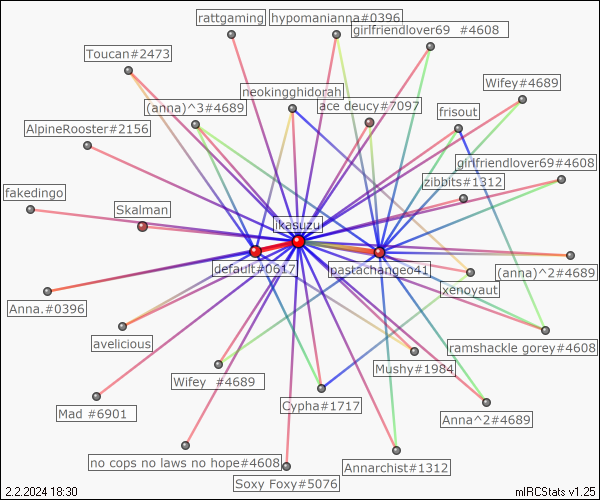 rattgaming
hypomanianna#0396
girlfriendlover69  #4608
Toucan#2473
neokingghidorah
Wifey#4689
(anna)^3#4689
ace deucy#7097
frisout
AlpineRooster#2156
girlfriendlover69#4608
zibbits#1312
fakedingo
Skalman
ikasuzu
default#0617
pastachangeo41
(anna)^2#4689
xenoyaut
Anna.#0396
avelicious
ramshackle gorey#4608
Mushy#1984
Wifey  #4689
Cypha#1717
Mad #6901
Anna^2#4689
no cops no laws no hope#4608
Annarchist#1312
Soxy Foxy#5076
2.2.2024 18:30
mIRCStats v1.25